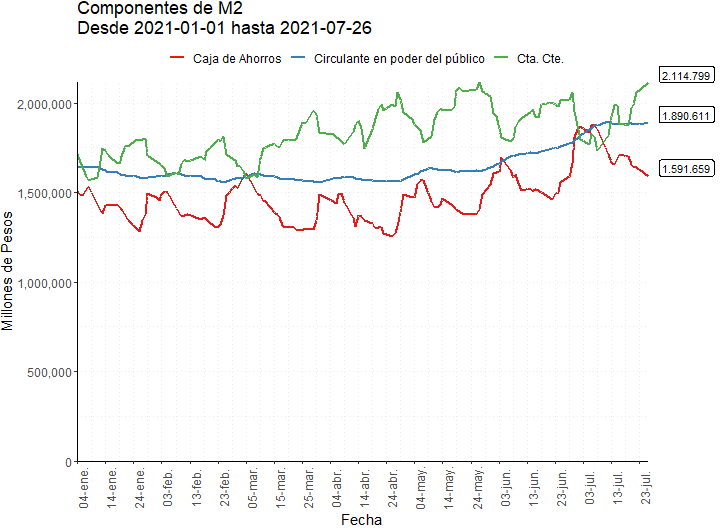 Componentes de M2
Desde 2021-01-01 hasta 2021-07-26
Caja de Ahorros
Circulante en poder del público
Cta. Cte.
2.114.799
1.890.611
1.591.659
Millones de Pesos
2,000,000
1,500,000
1,000,000
500,000
0
04-ene.
14-ene.
24-ene.
03-feb.
13-feb.
23-feb.
05-mar.
15-mar.
25-mar.
04-abr.
14-abr.
24-abr.
04-may.
14-may.
24-may.
03-jun.
13-jun.
23-jun.
03-jul.
13-jul.
23-jul.
Fecha